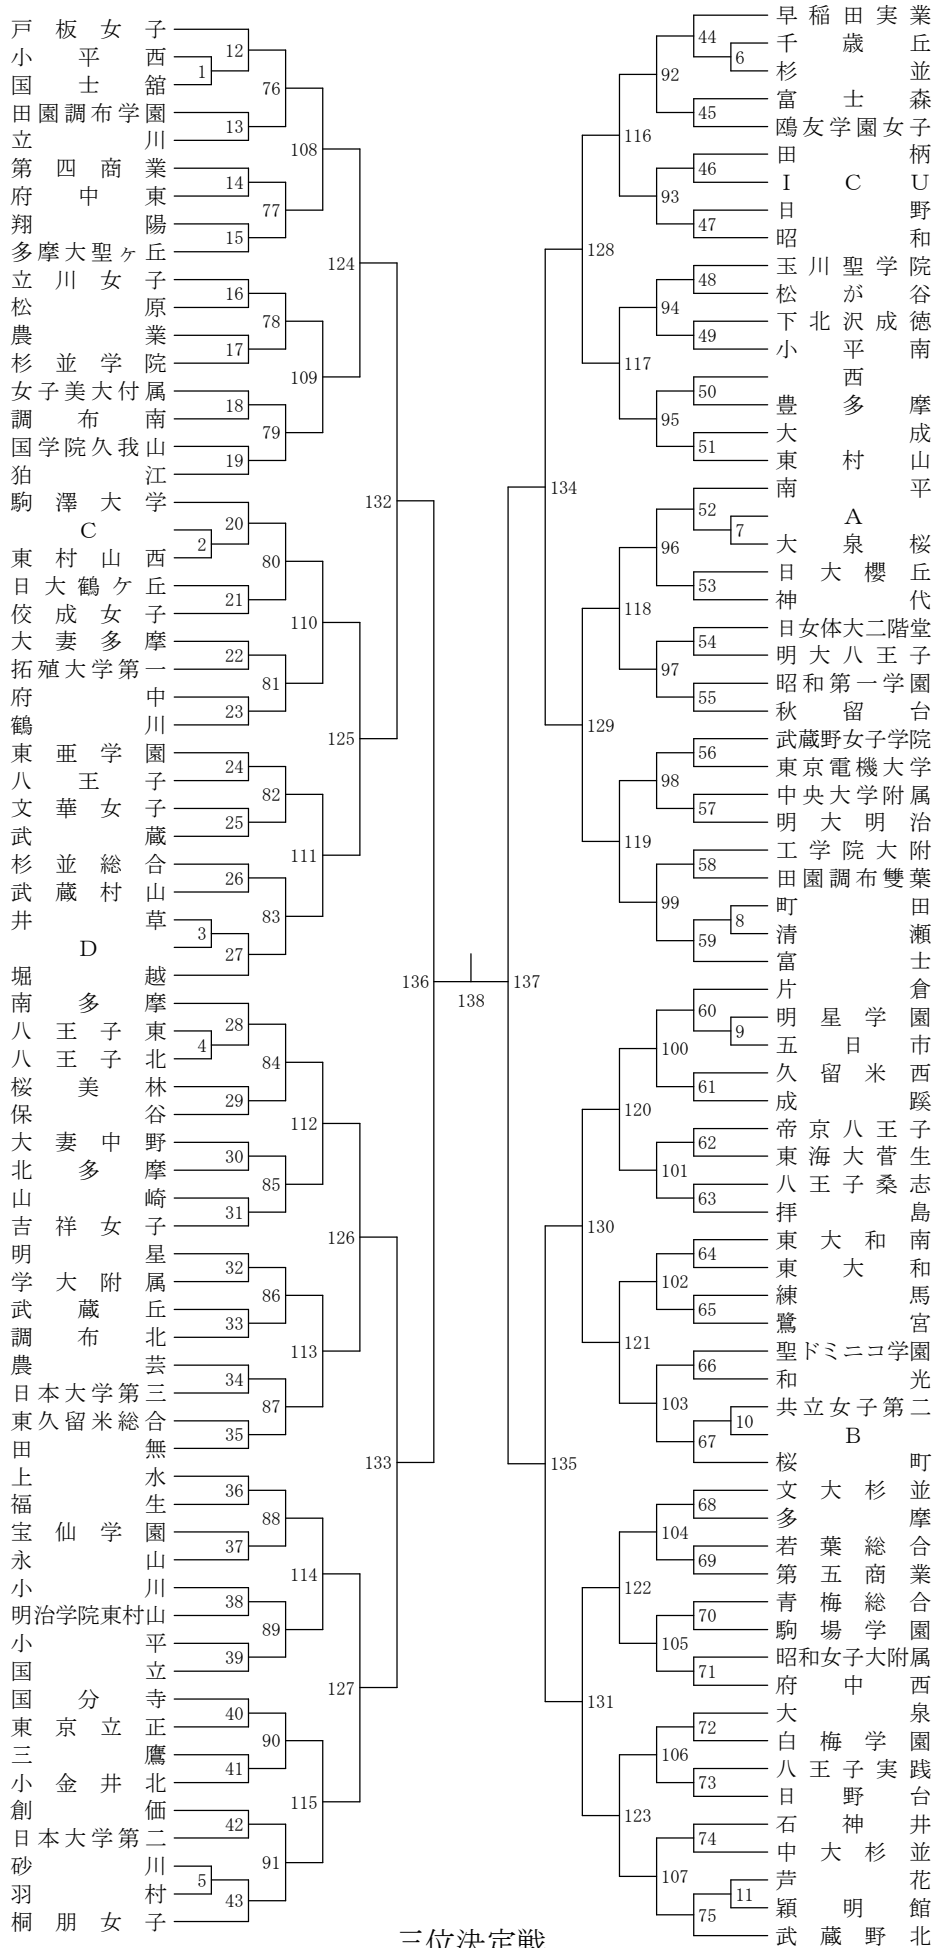 戸板女子
小平西
国士舘
田園調布学園
立川
第四商業
府中東
翔陽
多摩大聖ヶ丘
立川女子
松原
農業
杉並学院
女子美大付属
調布南
国学院久我山
狛江
駒澤大学
C
東村山西
日大鶴ケ丘
佼成女子
大妻多摩
拓殖大学第一
府中
鶴川
東亜学園
八王子
文華女子
武蔵
杉並総合
武蔵村山
井草
D
堀越
南多摩
八王子東
八王子北
桜美林
保谷
大妻中野
北多摩
山崎
吉祥女子
明星
学大附属
武蔵丘
調布北
農芸
日本大学第三
東久留米総合
田無
上水
福生
宝仙学園
永山
小川
明治学院東村山
小平
国立
国分寺
東京立正
三鷹
小金井北
創価
日本大学第二
砂川
羽村
桐朋女子
1
2
3
4
5
12
13
14
15
16
17
18
19
20
21
22
23
24
25
26
27
28
29
30
31
32
33
34
35
36
37
38
39
40
41
42
43
76
77
78
79
80
81
82
83
84
85
86
87
88
89
90
91
108
109
110
111
112
113
114
115
124
125
126
127
132
133
136
138
137
134
135
128
129
130
131
116
117
118
119
120
121
122
123
92
93
94
95
96
97
98
99
100
101
102
103
104
105
106
107
44
45
46
47
48
49
50
51
52
53
54
55
56
57
58
59
60
61
62
63
64
65
66
67
68
69
70
71
72
73
74
75
6
7
8
9
10
11
早稲田実業
千歳丘
杉並
富士森
鴎友学園女子
田柄
ICU
日野
昭和
玉川聖学院
松が谷
下北沢成徳
小平南
西
豊多摩
大成
東村山
南平
A
大泉桜
日大櫻丘
神代
日女体大二階堂
明大八王子
昭和第一学園
秋留台
武蔵野女子学院
東京電機大学
中央大学附属
明大明治
工学院大附
田園調布雙葉
町田
清瀬
富士
片倉
明星学園
五日市
久留米西
成蹊
帝京八王子
東海大菅生
八王子桑志
拝島
東大和南
東大和
練馬
鷺宮
聖ドミニコ学園
和光
共立女子第二
B
桜町
文大杉並
多摩
若葉総合
第五商業
青梅総合
駒場学園
昭和女子大附属
府中西
大泉
白梅学園
八王子実践
日野台
石神井
中大杉並
芦花
穎明館
武蔵野北
三位決定戦